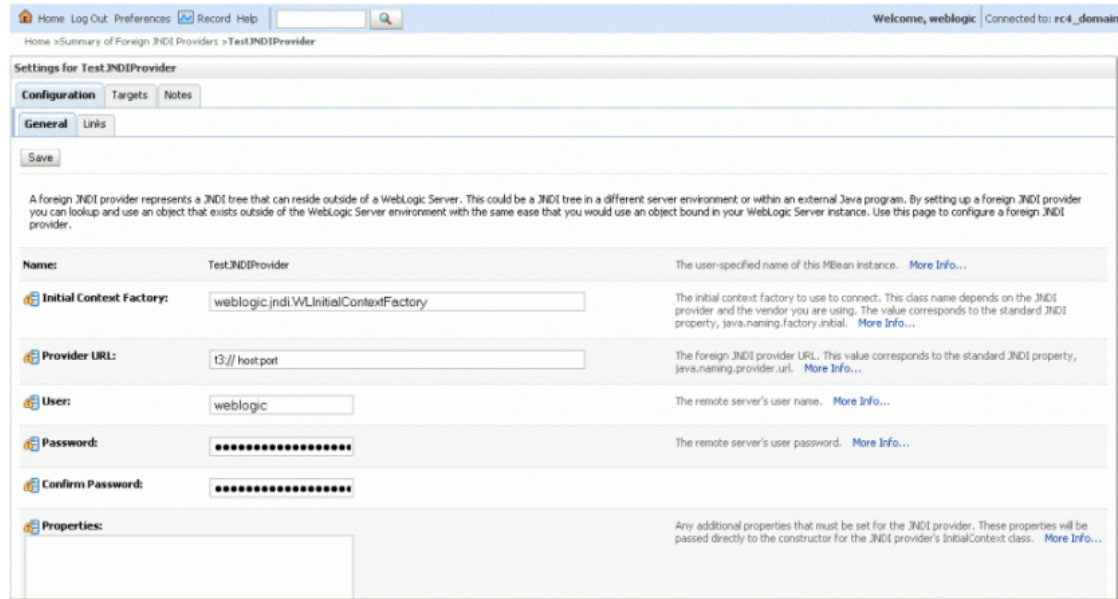 Home Log Out Preferences Record Help
Welcome, weblogic Connected to: rc4_domain
Home >Summary of Foreign JNDI Providers >TestJNDIProvider
Settings for TestJNDIProvider
Configuration Targets Notes
General Links
Save
A foreign JNDI provider represents a JNDI tree that can reside outside of a WebLogic Server. This could be a JNDI tree in a different server environment or within an external Java program. By setting up a foreign JNDI provider
you can lookup and use an object that exists outside of the WebLogic Server environment with the same ease that you would use an object bound in your WebLogic Server instance. Use this page to configure a foreign JNDI
provider.
Name: TestJNDIProvider The user-specified name of this MBean instance. More Info...
Initial Context Factory: weblogic.jndi.WLInitialContextFactory
The initial context factory to use to connect. This class name depends on the JNDI
provider and the vendor you are using. The value corresponds to the standard JNDI
property, java.naming.factory.initial. More Info...
Provider URL: t3:// host:port
The foreign JNDI provider URL. This value corresponds to the standard JNDI property,
java.naming.provider.url. More Info...
User: weblogic The remote server's user name. More Info...
Password: The remote server's user password. More Info...
Confirm Password:
Properties:
Any additional properties that must be set for the JNDI provider. These properties will be
passed directly to the constructor for the JNDI provider's InitialContext class. More Info...